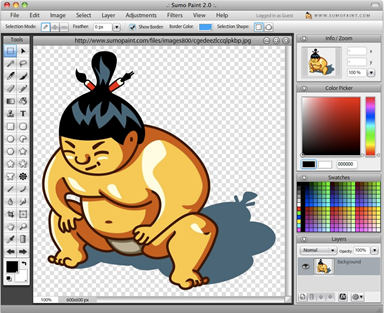 .: Sumo Paint 2.0 :.
File Edit Image Select Layer Adjustments Filters Help
Logged in as Guest
WWW.SUMOPAINT.COM
Selection Mode: Feather: 0 px Show Border Border Color: Selection Shape:
Tools
http://www.sumopaint.com/files/images800/cgedeezlccqlpkbp.jpg
Info / Zoom
x
y
100 %
Color Picker
000000
Swatches
Layers
Normal opacity: 100%
Background
100% 800x600 px